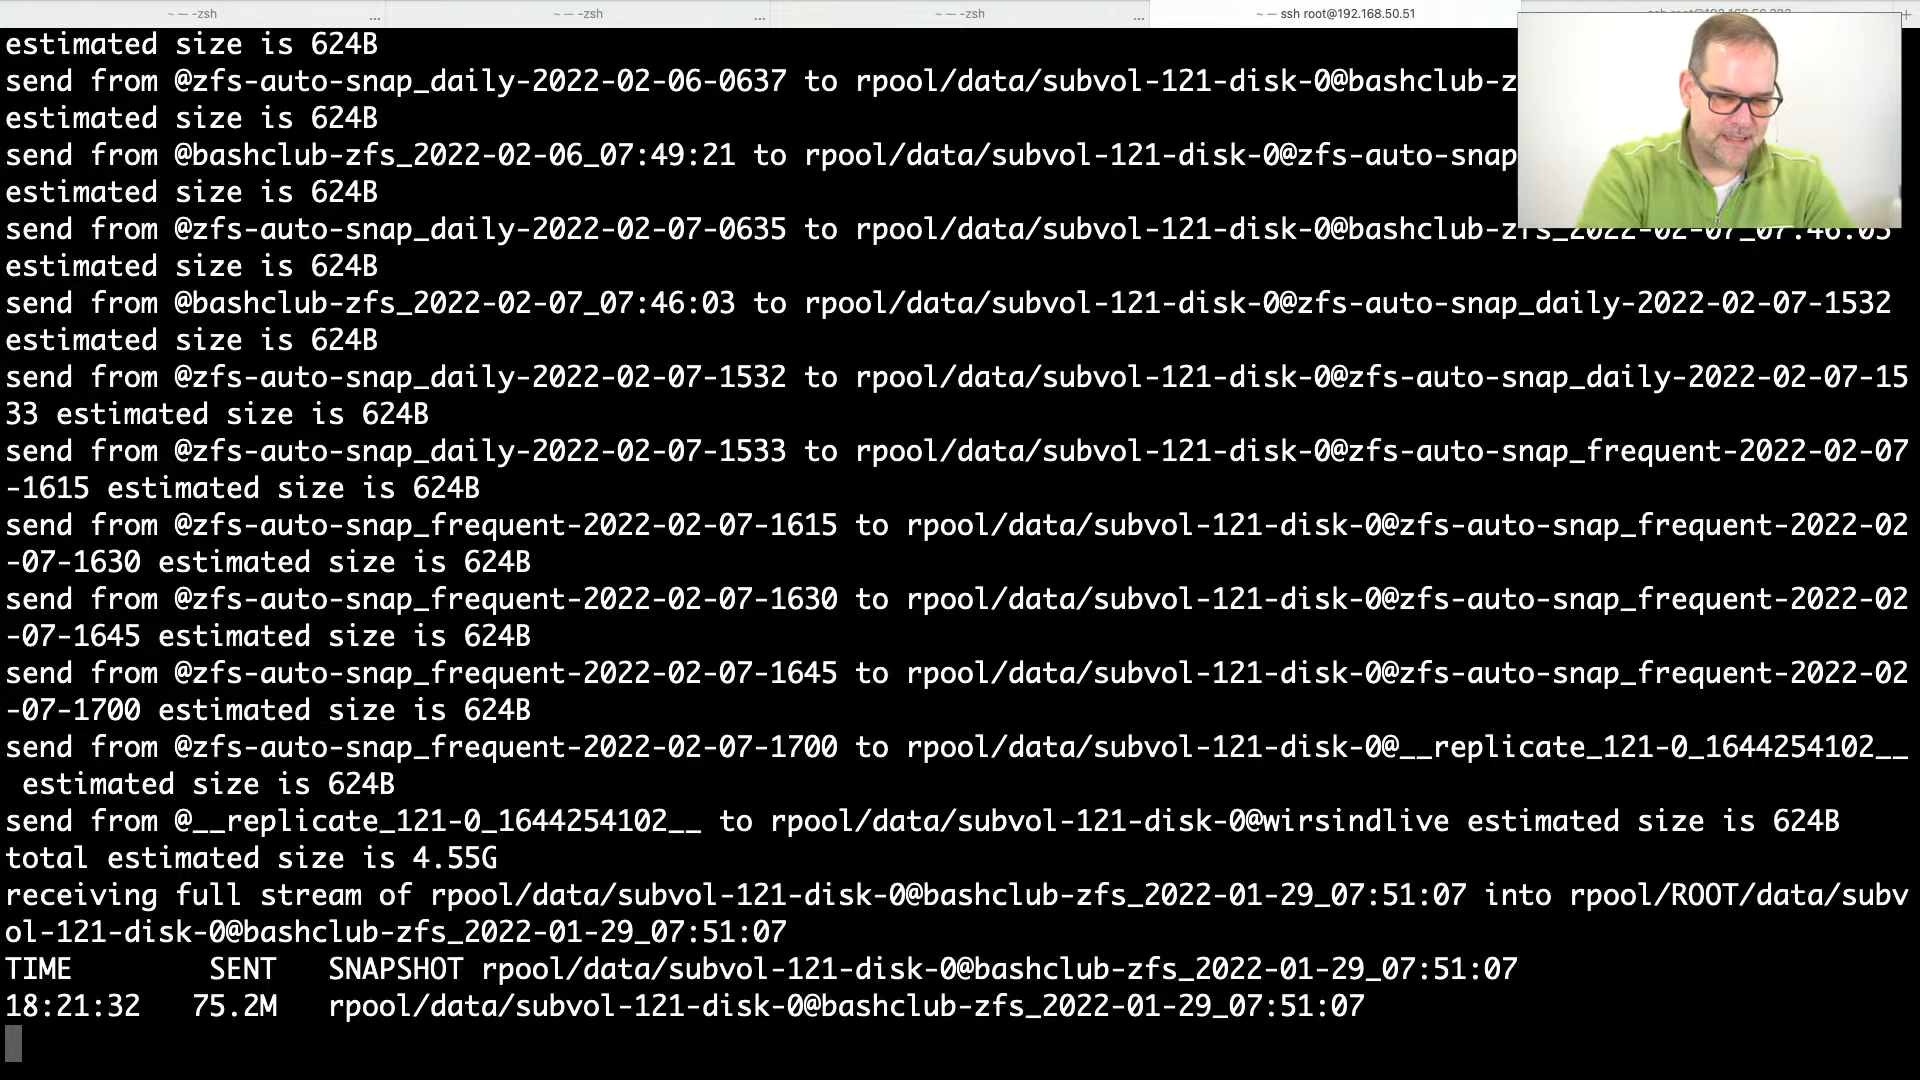 ~ — -zsh ... ~ — -zsh ... ~ — -zsh ... ~ — ssh root@192.168.50.51
estimated size is 624B
send from @zfs-auto-snap_daily-2022-02-06-0637 to rpool/data/subvol-121-disk-0@bashclub-z
estimated size is 624B
send from @bashclub-zfs_2022-02-06_07:49:21 to rpool/data/subvol-121-disk-0@zfs-auto-snap
estimated size is 624B
send from @zfs-auto-snap_daily-2022-02-07-0635 to rpool/data/subvol-121-disk-0@bashclub-zfs_2022-02-07_07:46:03
estimated size is 624B
send from @bashclub-zfs_2022-02-07_07:46:03 to rpool/data/subvol-121-disk-0@zfs-auto-snap_daily-2022-02-07-1532
estimated size is 624B
send from @zfs-auto-snap_daily-2022-02-07-1532 to rpool/data/subvol-121-disk-0@zfs-auto-snap_daily-2022-02-07-15
33 estimated size is 624B
send from @zfs-auto-snap_daily-2022-02-07-1533 to rpool/data/subvol-121-disk-0@zfs-auto-snap_frequent-2022-02-07
-1615 estimated size is 624B
send from @zfs-auto-snap_frequent-2022-02-07-1615 to rpool/data/subvol-121-disk-0@zfs-auto-snap_frequent-2022-02
-07-1630 estimated size is 624B
send from @zfs-auto-snap_frequent-2022-02-07-1630 to rpool/data/subvol-121-disk-0@zfs-auto-snap_frequent-2022-02
-07-1645 estimated size is 624B
send from @zfs-auto-snap_frequent-2022-02-07-1645 to rpool/data/subvol-121-disk-0@zfs-auto-snap_frequent-2022-02
-07-1700 estimated size is 624B
send from @zfs-auto-snap_frequent-2022-02-07-1700 to rpool/data/subvol-121-disk-0@__replicate_121-0_1644254102__
estimated size is 624B
send from @__replicate_121-0_1644254102__ to rpool/data/subvol-121-disk-0@wirsindlive estimated size is 624B
total estimated size is 4.55G
receiving full stream of rpool/data/subvol-121-disk-0@bashclub-zfs_2022-01-29_07:51:07 into rpool/ROOT/data/subv
ol-121-disk-0@bashclub-zfs_2022-01-29_07:51:07
TIME SENT SNAPSHOT rpool/data/subvol-121-disk-0@bashclub-zfs_2022-01-29_07:51:07
18:21:32 75.2M rpool/data/subvol-121-disk-0@bashclub-zfs_2022-01-29_07:51:07